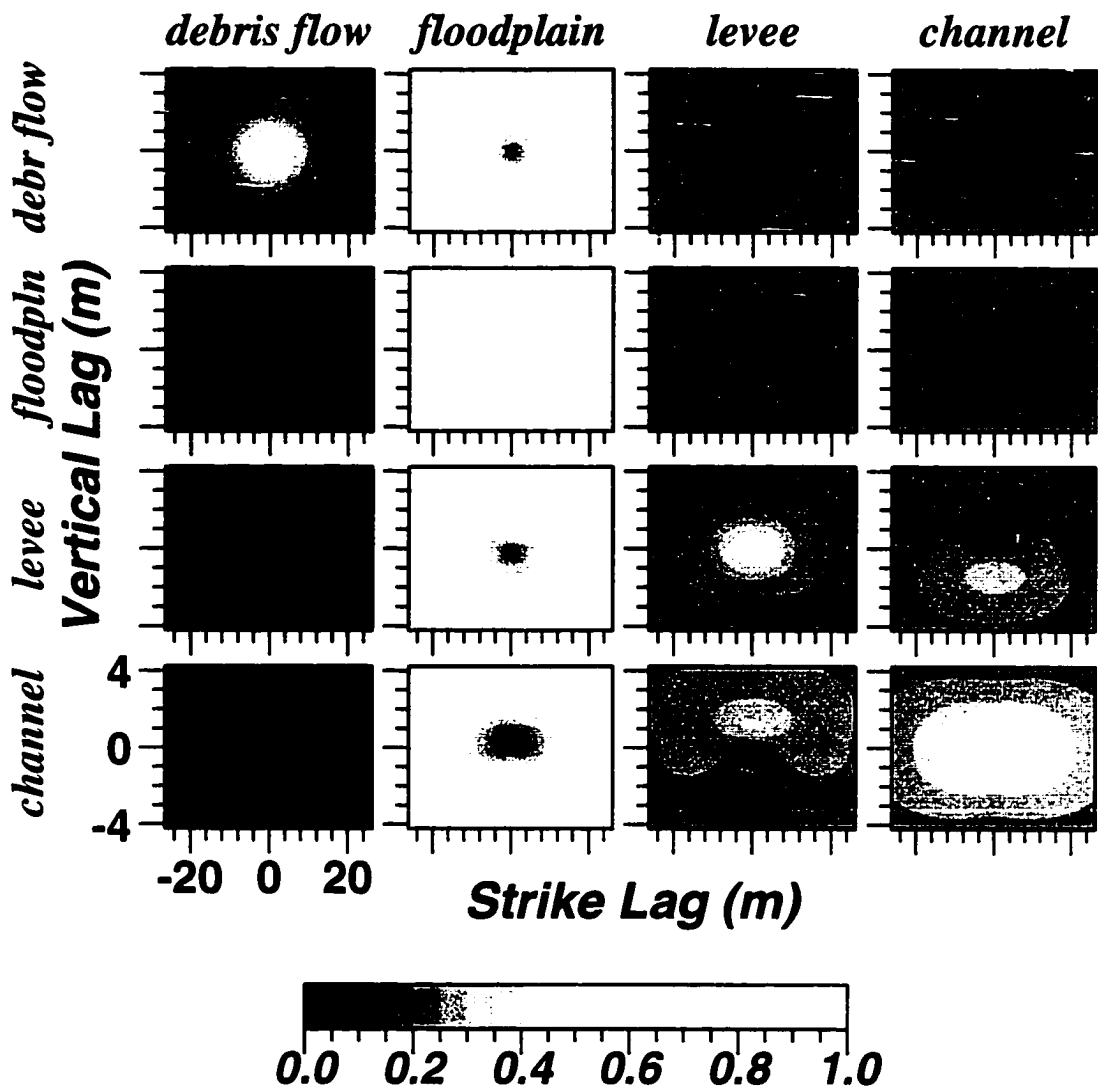 debris flow floodplain levee channel
debr flow
floodpln
levee
channel
Vertical Lag (m)
4
0
-4
-20 0 20
Strike Lag (m)
0.0 0.2 0.4 0.6 0.8 1.0